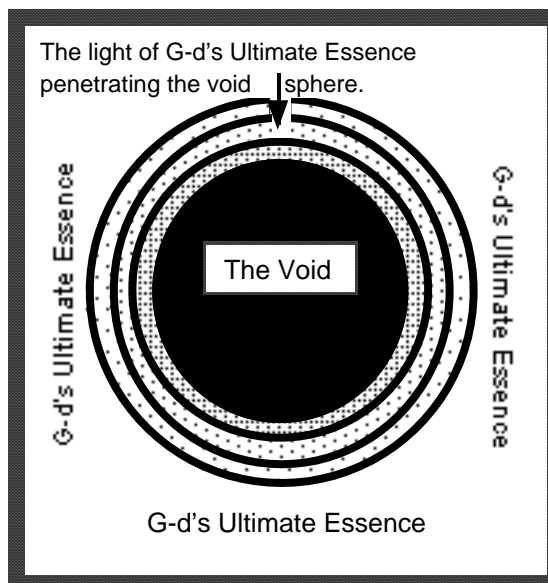 The light of G-d's Ultimate Essence
penetrating the void sphere.
G-d's Ultimate Essence
The Void
G-d's Ultimate Essence
G-d's Ultimate Essence